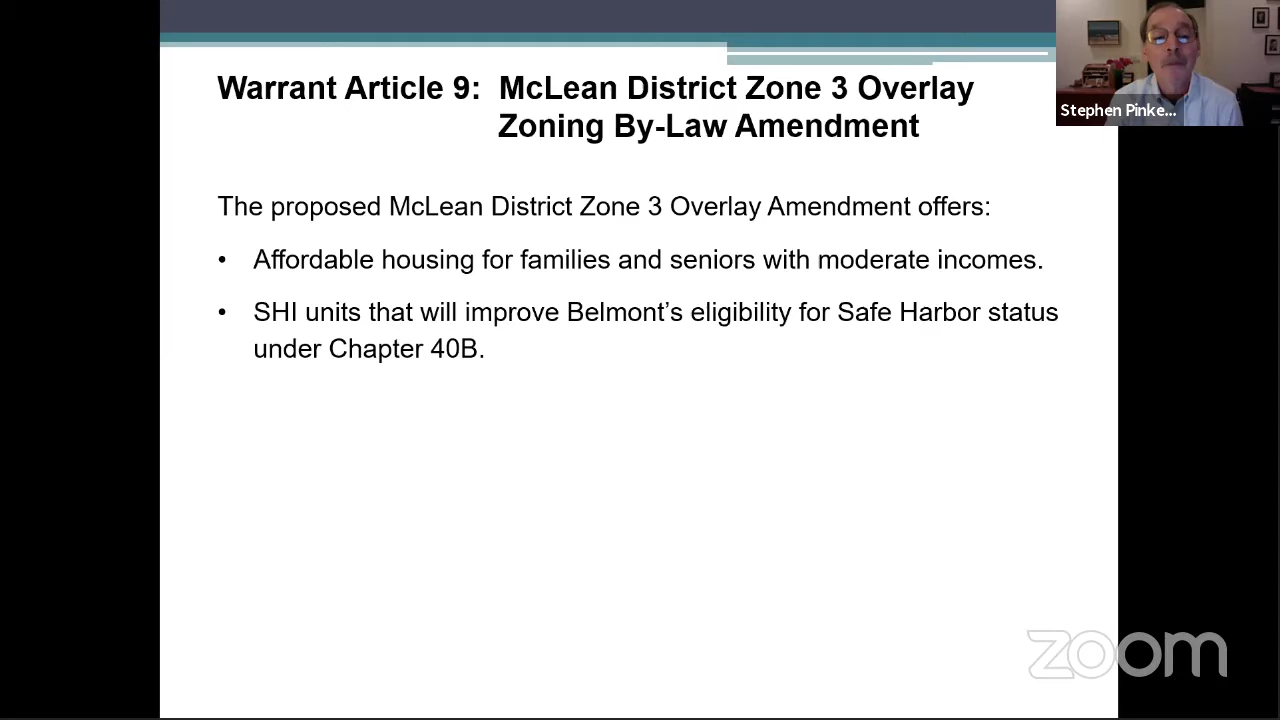 Warrant Article 9: McLean District Zone 3 Overlay
Zoning By-Law Amendment
Stephen Pinke...
The proposed McLean District Zone 3 Overlay Amendment offers:
• Affordable housing for families and seniors with moderate incomes.
• SHI units that will improve Belmont’s eligibility for Safe Harbor status
under Chapter 40B.
zoom